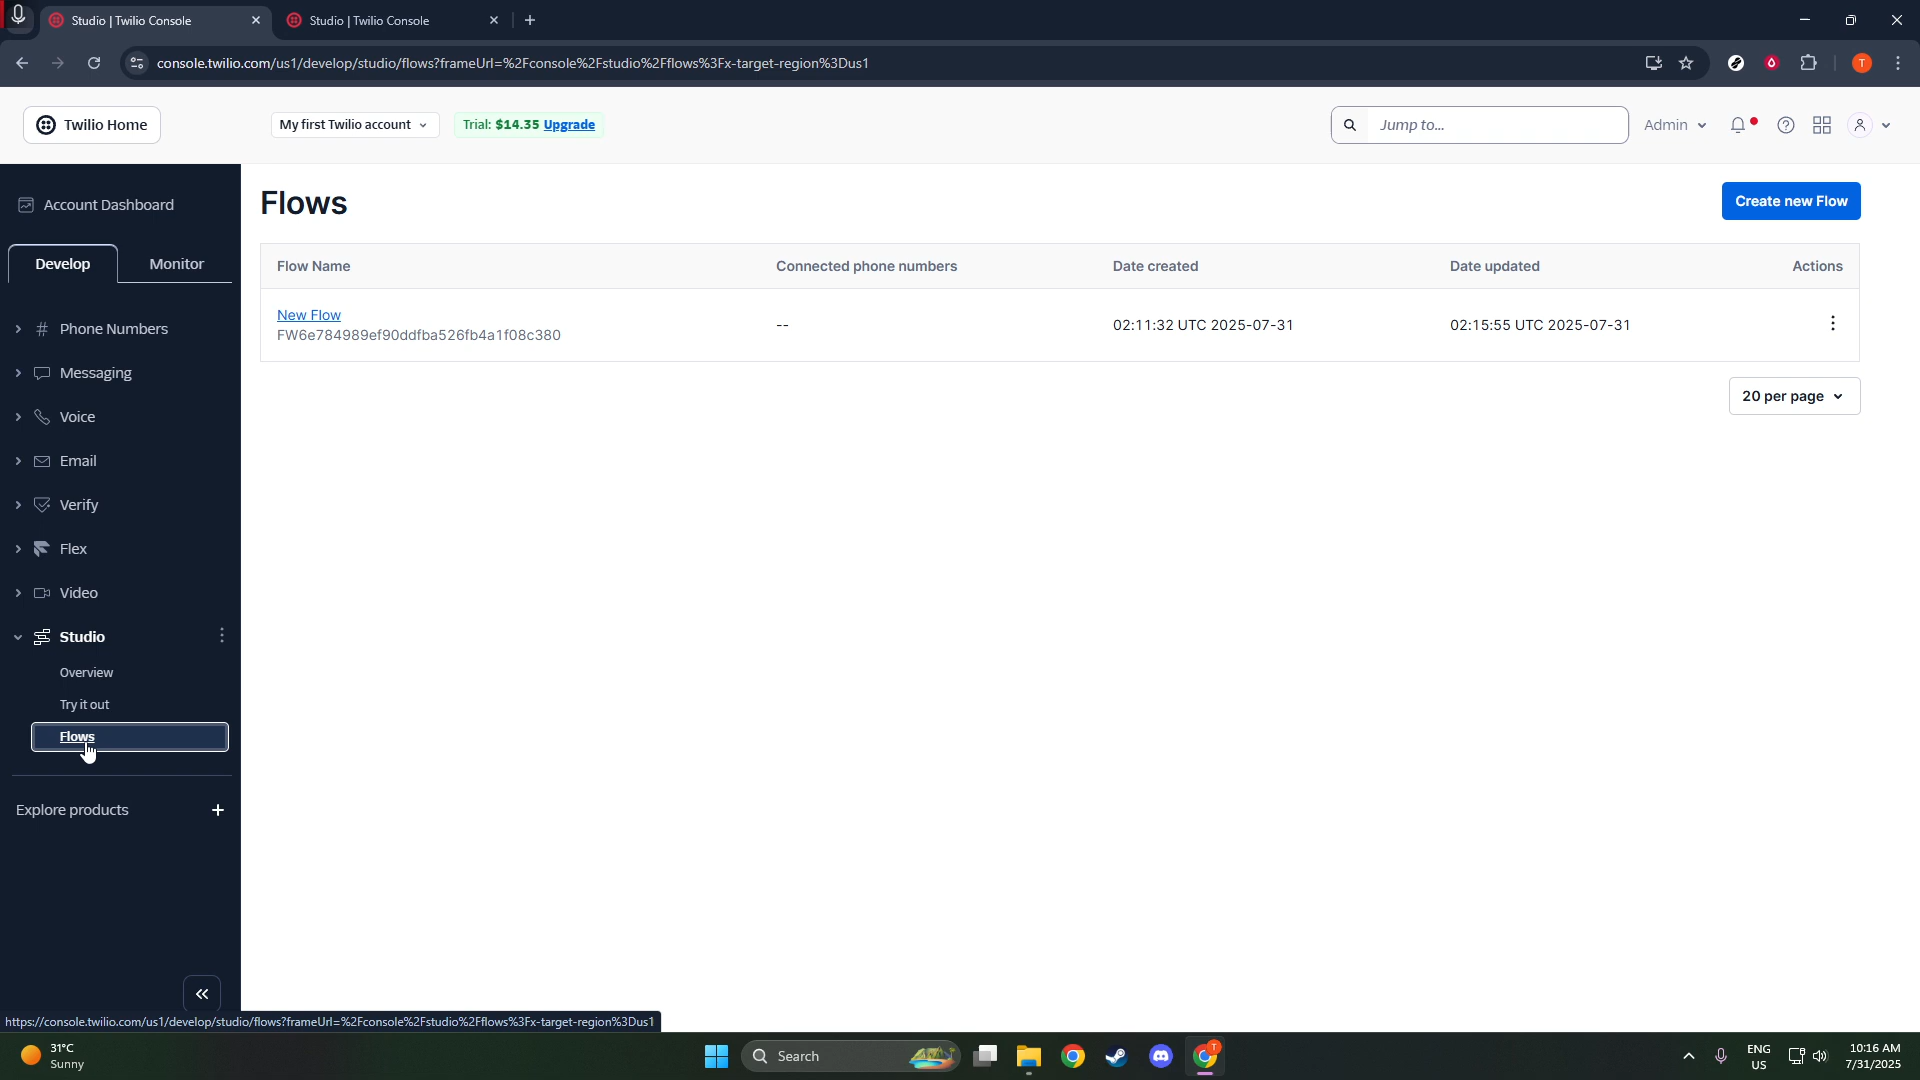 Studio | Twilio Console
Studio | Twilio Console
console.twilio.com/us1/develop/studio/flows?frameUrl=%2Fconsole%2Fstudio%2Fflows%3Fx-target-region%3Dus1
T
Twilio Home
My first Twilio account
Trial: $14.35 Upgrade
Jump to...
Admin
Account Dashboard
Develop
Monitor
# Phone Numbers
Messaging
Voice
Email
Verify
Flex
Video
Studio
Overview
Try it out
Flows
Explore products
Flows
Create new Flow
Flow Name
Connected phone numbers
Date created
Date updated
Actions
New Flow
FW6e784989ef90ddfba526fb4a1f08c380
--
02:11:32 UTC 2025-07-31
02:15:55 UTC 2025-07-31
20 per page
https://console.twilio.com/us1/develop/studio/flows?frameUrl=%2Fconsole%2Fstudio%2Fflows%3Fx-target-region%3Dus1
31°C
Sunny
Search
T
ENG
US
10:16 AM
7/31/2025